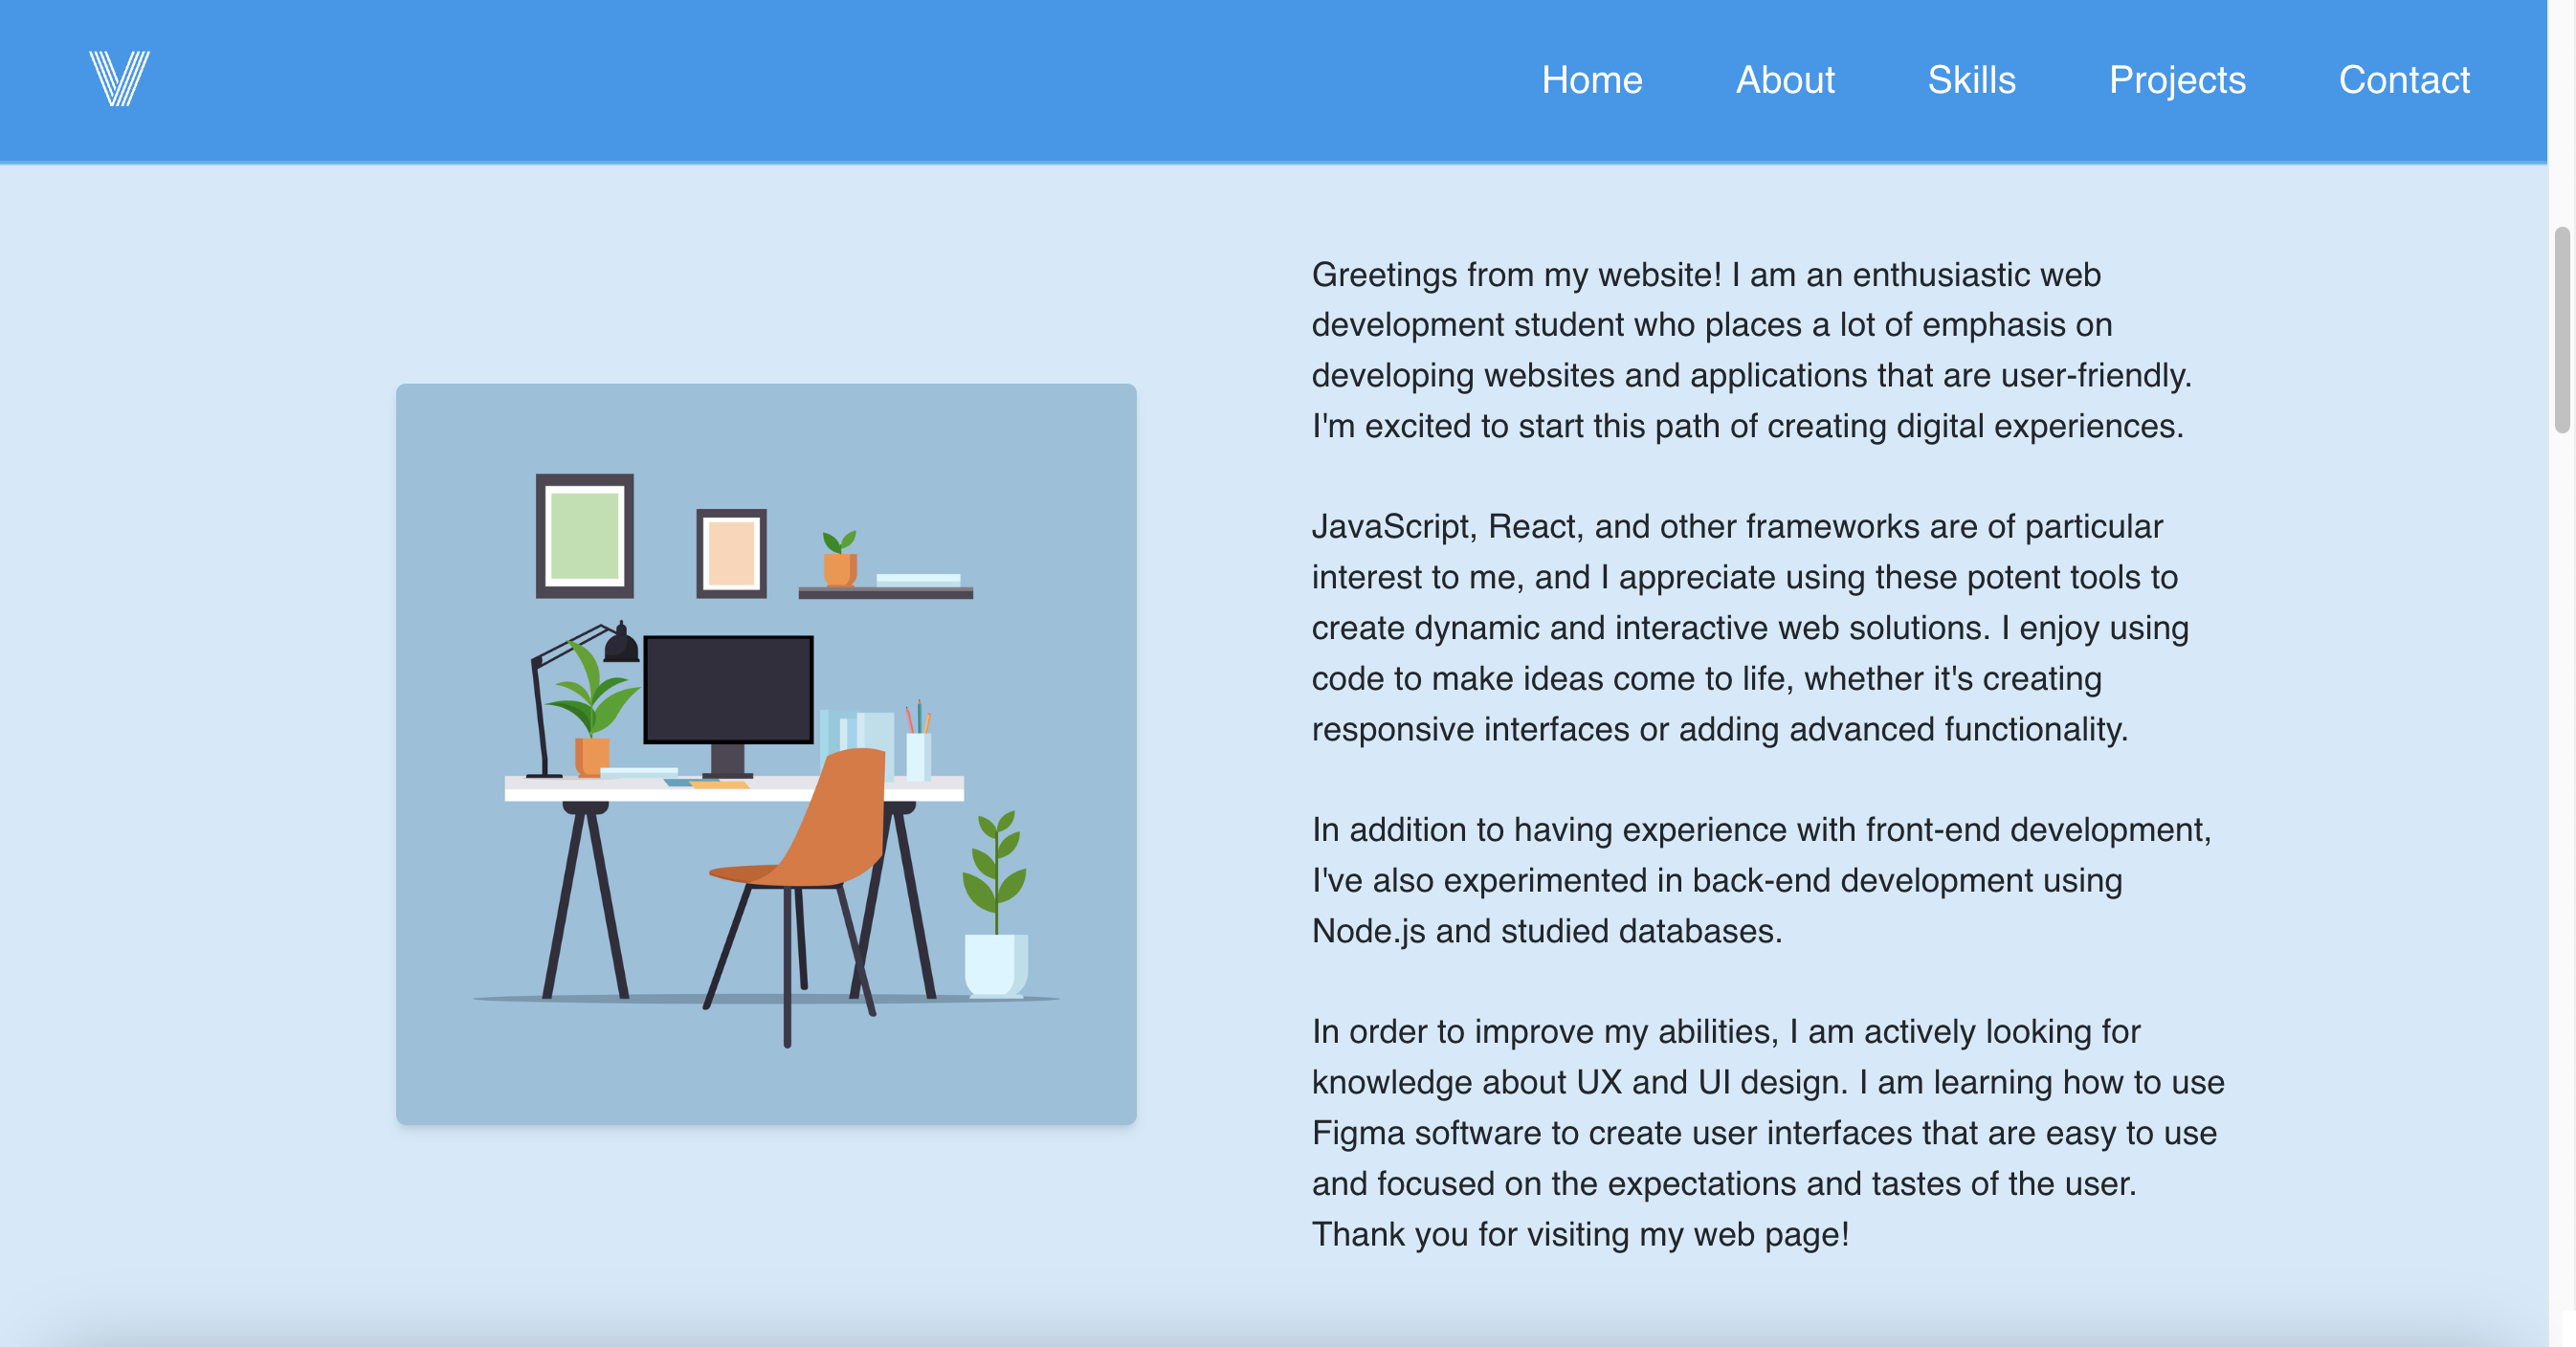 V
Home About Skills Projects Contact
Greetings from my website! I am an enthusiastic web
development student who places a lot of emphasis on
developing websites and applications that are user-friendly.
I'm excited to start this path of creating digital experiences.
JavaScript, React, and other frameworks are of particular
interest to me, and I appreciate using these potent tools to
create dynamic and interactive web solutions. I enjoy using
code to make ideas come to life, whether it's creating
responsive interfaces or adding advanced functionality.
In addition to having experience with front-end development,
I've also experimented in back-end development using
Node.js and studied databases.
In order to improve my abilities, I am actively looking for
knowledge about UX and UI design. I am learning how to use
Figma software to create user interfaces that are easy to use
and focused on the expectations and tastes of the user.
Thank you for visiting my web page!